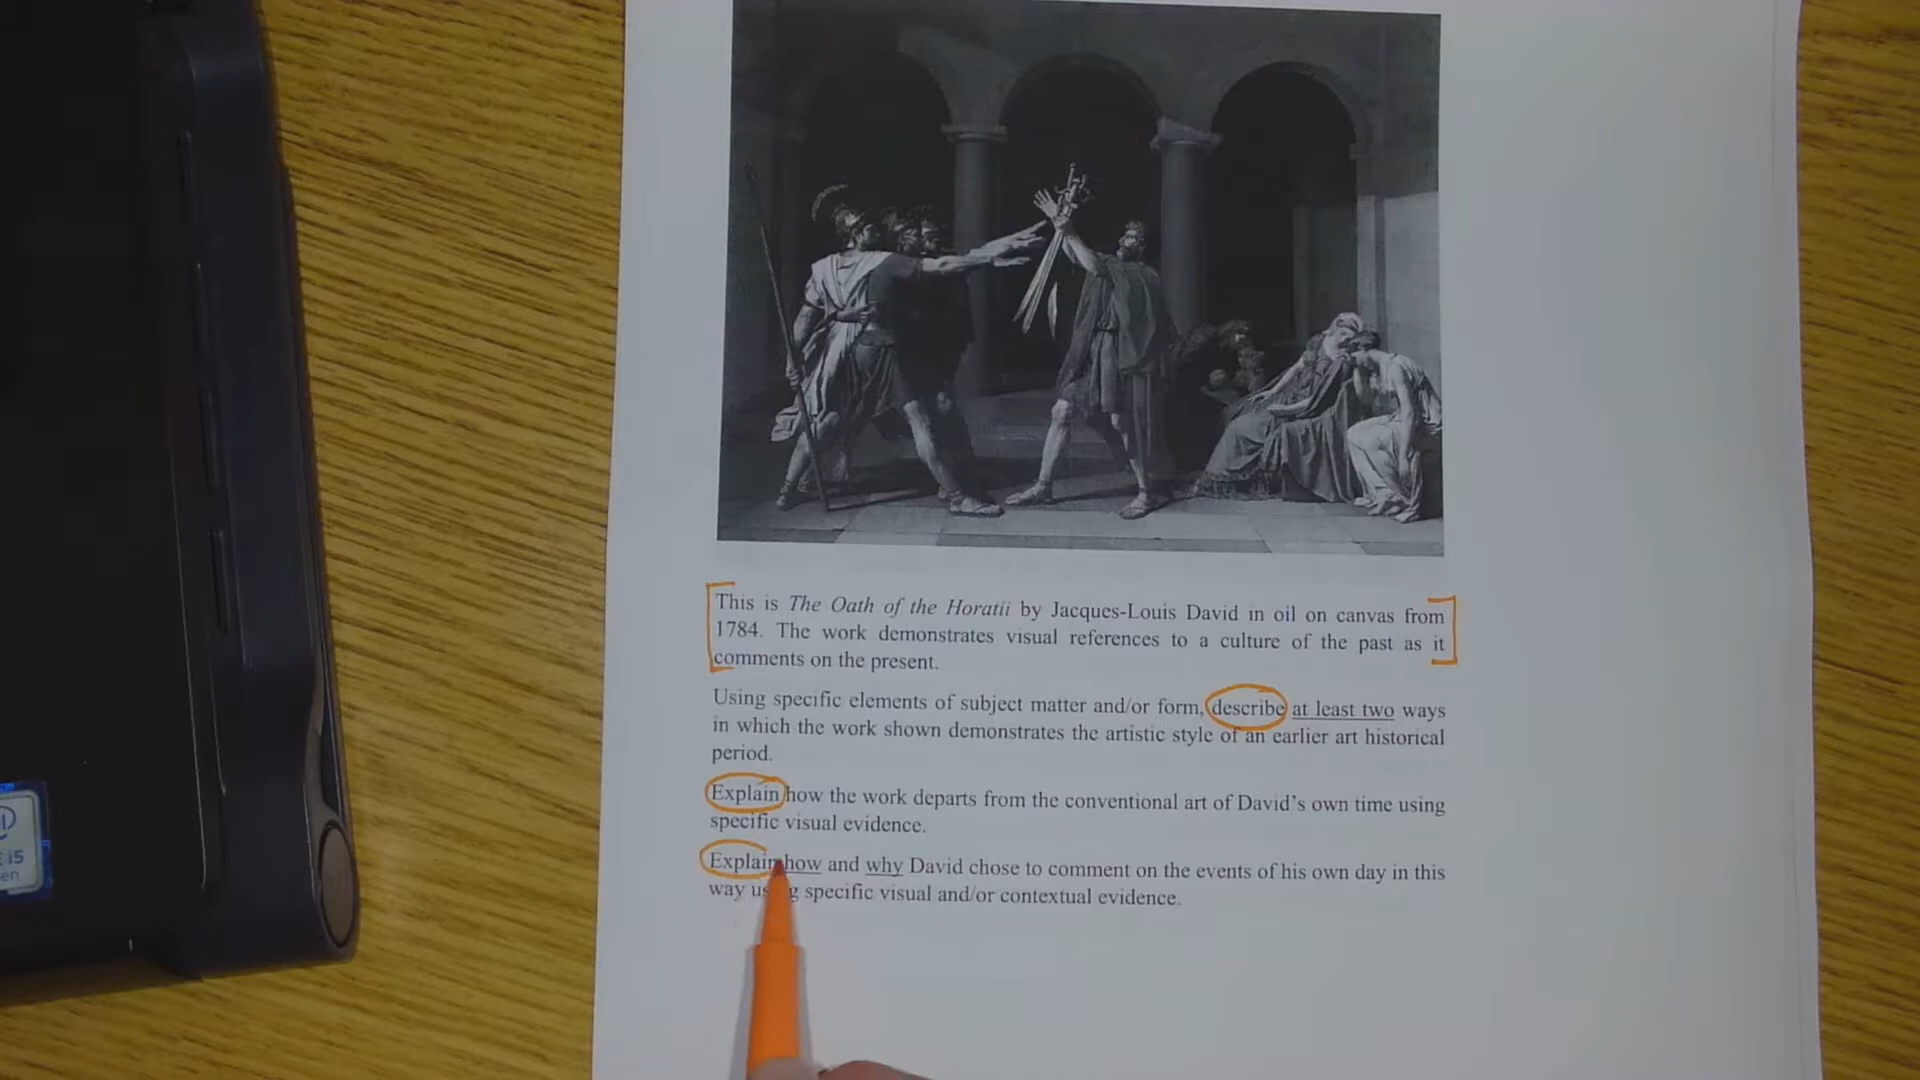 This is The Oath of the Horatii by Jacques-Louis David in oil on canvas from
1784. The work demonstrates visual references to a culture of the past as it
comments on the present.
Using specific elements of subject matter and/or form, describe at least two ways
in which the work shown demonstrates the artistic style of an earlier art historical
period.
Explain how the work departs from the conventional art of David's own time using
specific visual evidence.
Explain how and why David chose to comment on the events of his own day in this
way specific visual and/or contextual evidence.
i5
en